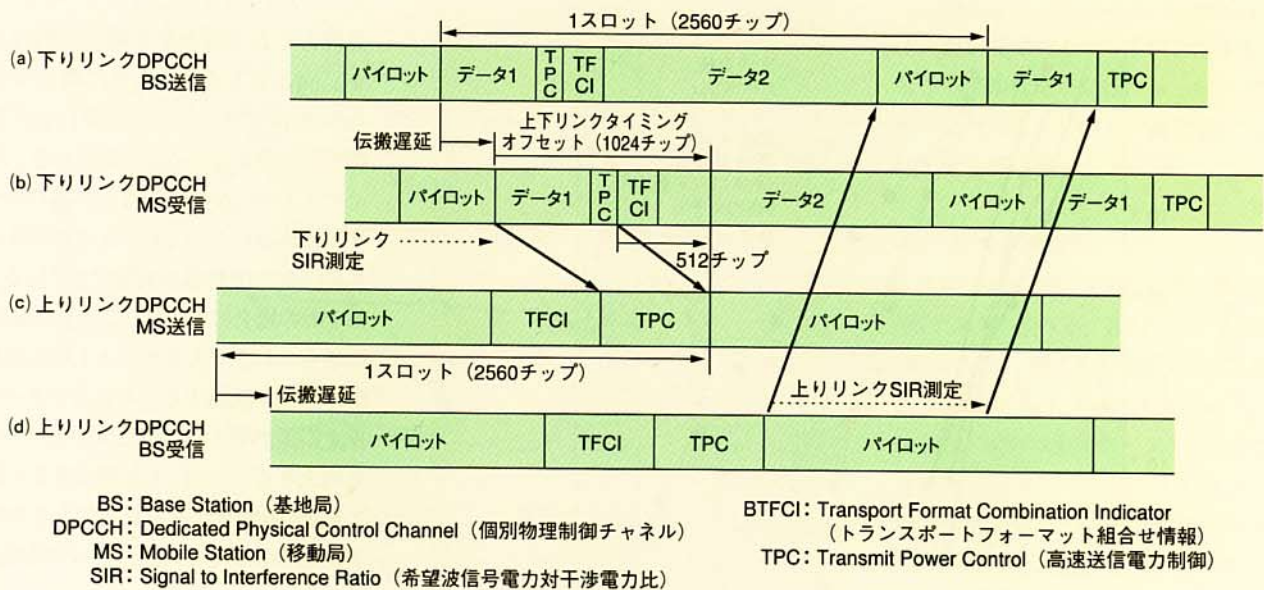 1スロット（2560チップ）
(a) 下りリンクDPCCH
BS送信
パイロット
データ1
TPC
TFCI
データ2
パイロット
データ1
TPC
伝搬遅延
上下リンクタイミング
オフセット（1024チップ）
(b) 下りリンクDPCCH
MS受信
パイロット
データ1
TPC
TFCI
データ2
パイロット
データ1
TPC
下りリンク
SIR測定
512チップ
(c) 上りリンクDPCCH
MS送信
パイロット
TFCI
TPC
パイロット
1スロット（2560チップ）
伝搬遅延
上りリンクSIR測定
(d) 上りリンクDPCCH
BS受信
パイロット
TFCI
TPC
パイロット
BS：Base Station（基地局）
DPCCH：Dedicated Physical Control Channel（個別物理制御チャネル）
MS：Mobile Station（移動局）
SIR：Signal to Interference Ratio（希望波信号電力対干渉電力比）
BTFCI：Transport Format Combination Indicator
（トランスポートフォーマット組合せ情報）
TPC：Transmit Power Control（高速送信電力制御）